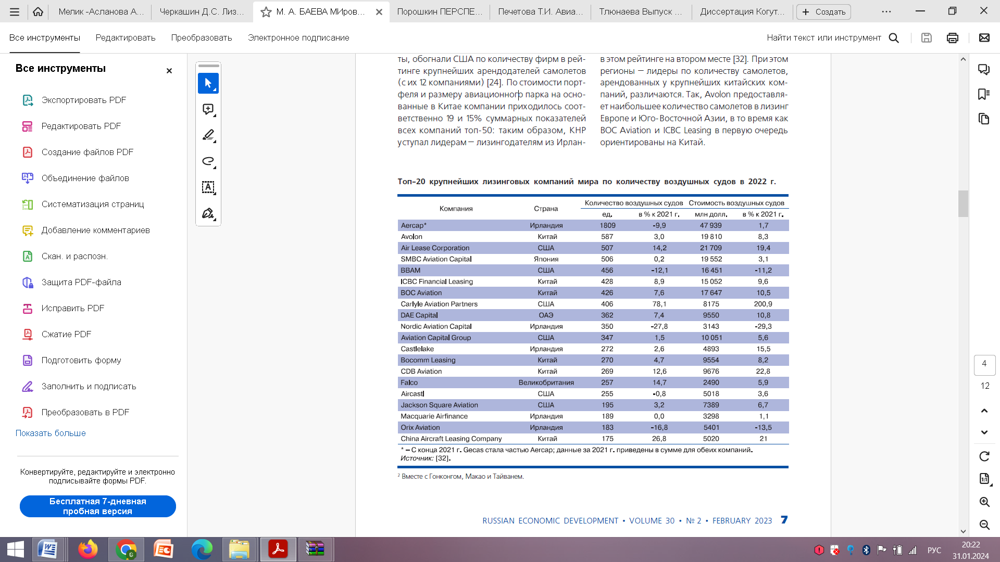 Мелик -Асланова А... Черкашин Д.С. Лиз... М. А. БАЕВА МИров... Порошкин ПЕРСПЕ... Печетова Т.И. Авиа... Тлюнаева Выпуск ... Диссертация Когут... + Создать
Все инструменты Редактировать Преобразовать Электронное подписание Найти текст или инструмент
Все инструменты
Экспортировать PDF
Редактировать PDF
Создание файлов PDF
Объединение файлов
Систематизация страниц
Добавление комментариев
Скан. и распозн.
Защита PDF-файла
Исправить PDF
Сжатие PDF
Подготовить форму
Заполнить и подписать
Преобразовать в PDF
Показать больше
Конвертируйте, редактируйте и электронно
подписывайте формы PDF.
Бесплатная 7-дневная
пробная версия
ты, обогнали США по количеству фирм в рей-
тинге крупнейших арендодателей самолетов
(с их 12 компаниями) [24]. По стоимости порт-
феля и размеру авиационного парка на осно-
ванные в Китае компании приходилось соот-
ветственно 19 и 15% суммарных показателей
всех компаний топ-50: таким образом, КНР
уступал лидерам – лизингодателям из Ирлан-
в этом рейтинге на втором месте [32]. При этом
регионы – лидеры по количеству самолетов,
арендованных у крупнейших китайских ком-
паний, различаются. Так, Avolon предоставля-
ет наибольшее количество самолетов в лизинг
Европе и Юго-Восточной Азии, в то время как
BOC Aviation и ICBC Leasing в первую очередь
ориентированы на Китай.
Топ–20 крупнейших лизинговых компаний мира по количеству воздушных судов в 2022 г.
Компания Страна Количество воздушных судов Стоимость воздушных судов
ед. в % к 2021 г. млн долл. в % к 2021 г.
Aercap* Ирландия 1809 -9,9 47 939 1,7
Avolon Китай 587 3,0 19 810 8,3
Air Lease Corporation США 507 14,2 21 709 19,4
SMBC Aviation Capital Япония 506 0,2 19 552 3,1
BBAM США 456 -12,1 16 451 -11,2
ICBC Financial Leasing Китай 428 8,9 15 052 9,6
BOC Aviation Китай 426 7,6 17 647 10,5
Carlyle Aviation Partners США 406 78,1 8175 200,9
DAE Capital ОАЭ 362 7,4 9550 10,8
Nordic Aviation Capital Ирландия 350 -27,8 3143 -29,3
Aviation Capital Group США 347 1,5 10 051 5,6
Castlelake Ирландия 272 2,6 4893 15,5
Bocomm Leasing Китай 270 4,7 9554 8,2
CDB Aviation Китай 269 12,6 9676 22,8
Falco Великобритания 257 14,7 2490 5,9
Aircastl США 255 -0,8 5018 3,6
Jackson Square Aviation США 195 3,2 7389 6,7
Macquarie Airfinance Ирландия 189 0,0 3298 1,1
Orix Aviation Ирландия 183 -16,8 5401 -13,5
China Aircraft Leasing Company Китай 175 26,8 5020 21
* – С конца 2021 г. Gecas стала частью Aercap; данные за 2021 г. приведены в сумме для обеих компаний.
Источник: [32].
2 Вместе с Гонконгом, Макао и Тайванем.
RUSSIAN ECONOMIC DEVELOPMENT • VOLUME 30 • № 2 • FEBRUARY 2023 7
4
12
РУС
20:22
31.01.2024